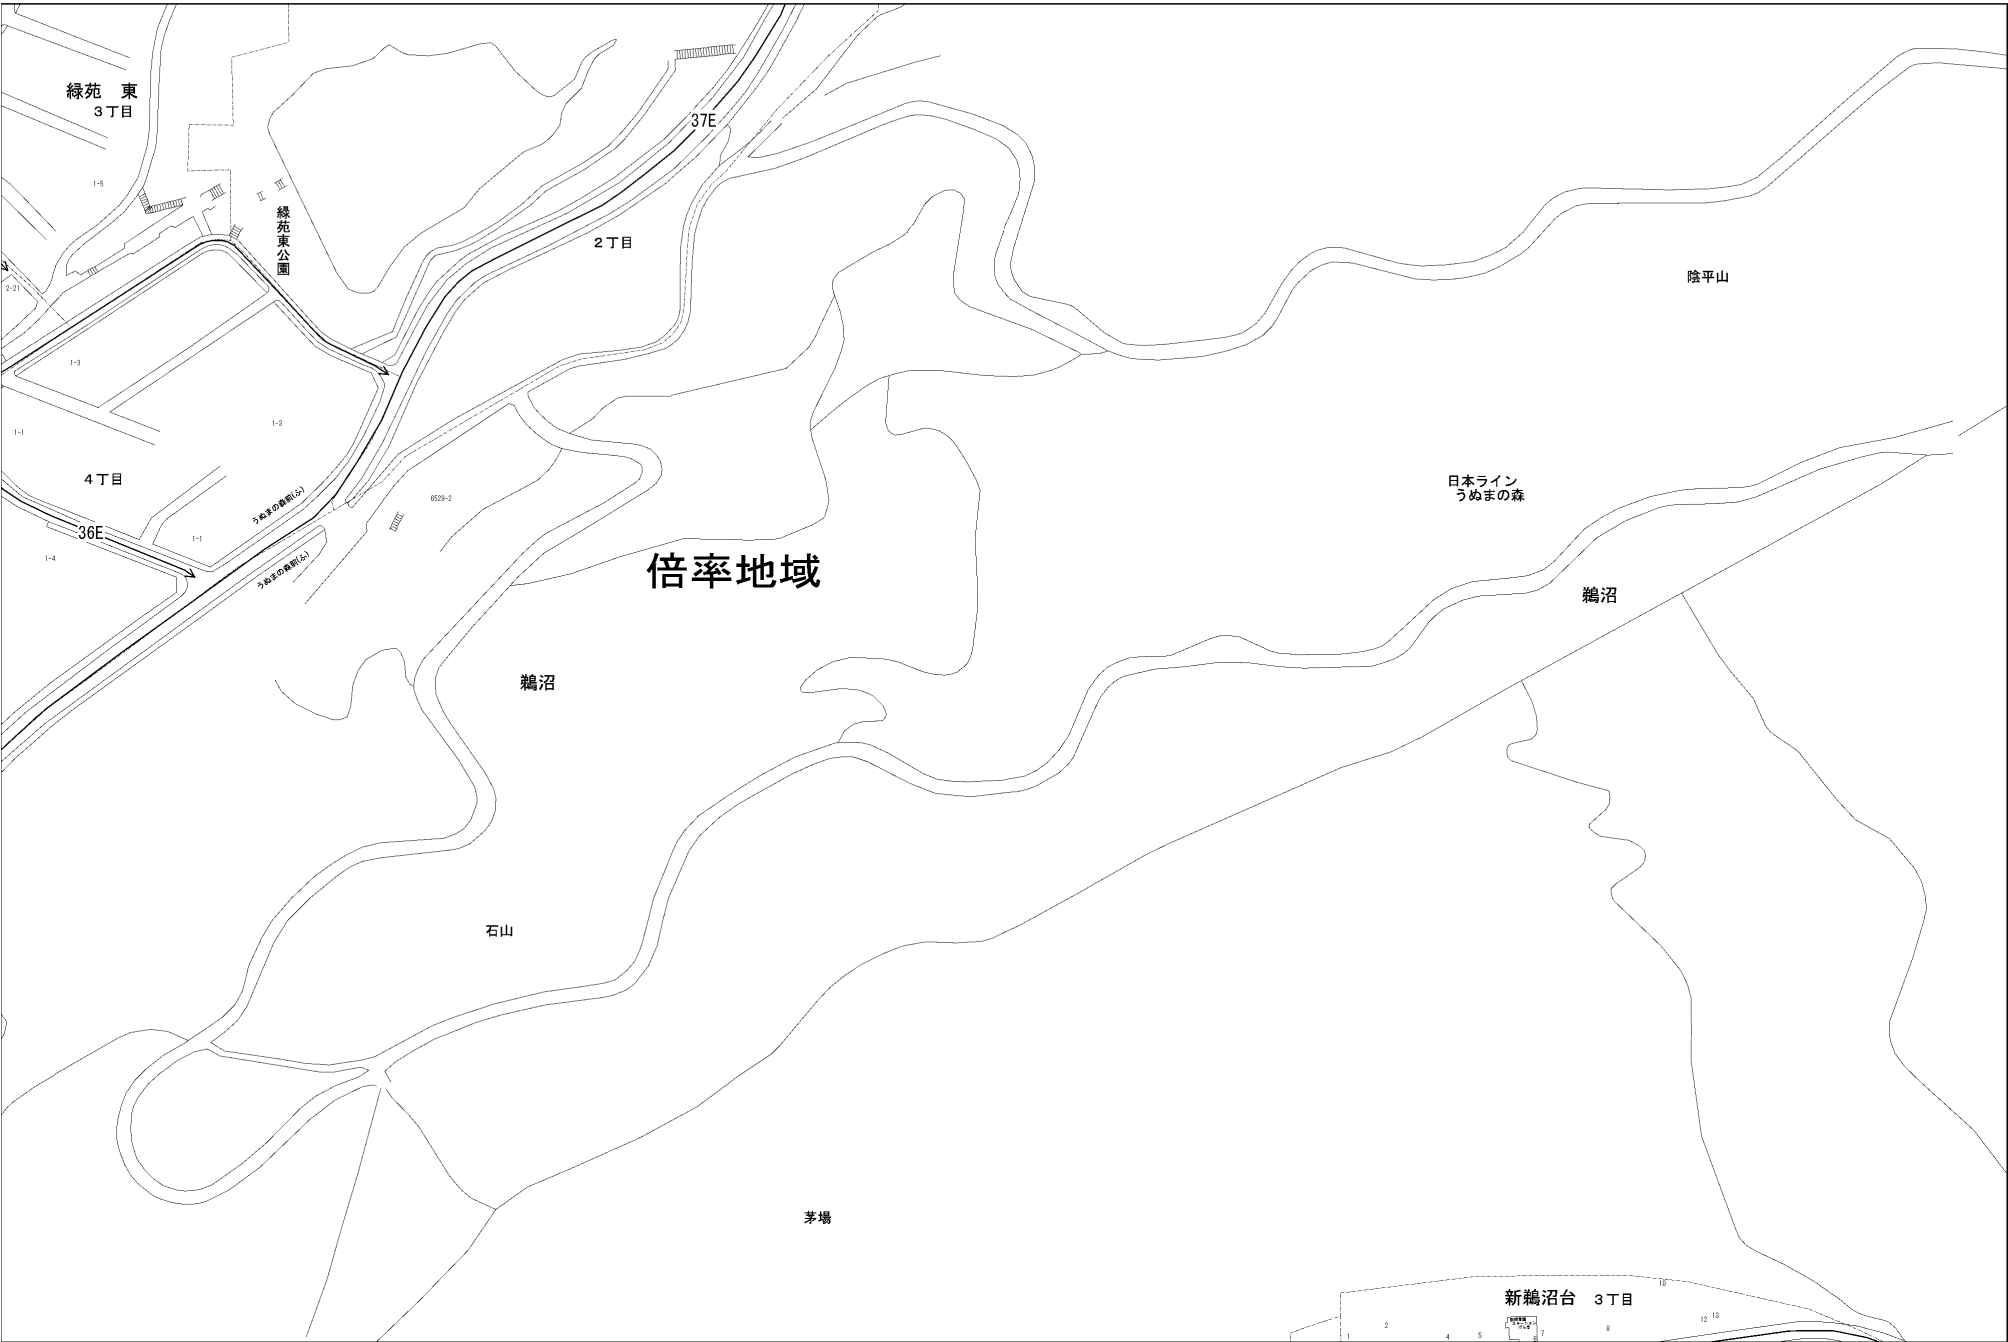 緑苑 東
3丁目
37E
1-5
緑苑東公園
2丁目
陰平山
2-21
1-3
1-3
1-1
4丁目
日本ライン
うぬまの森
うぬまの森前(ふ)
6529-2
36E
1-1
1-4
うぬまの森前(ふ)
倍率地域
鵜沼
鵜沼
石山
茅場
新鵜沼台 3丁目
10
12
13
1
2
4
5
6
7
8